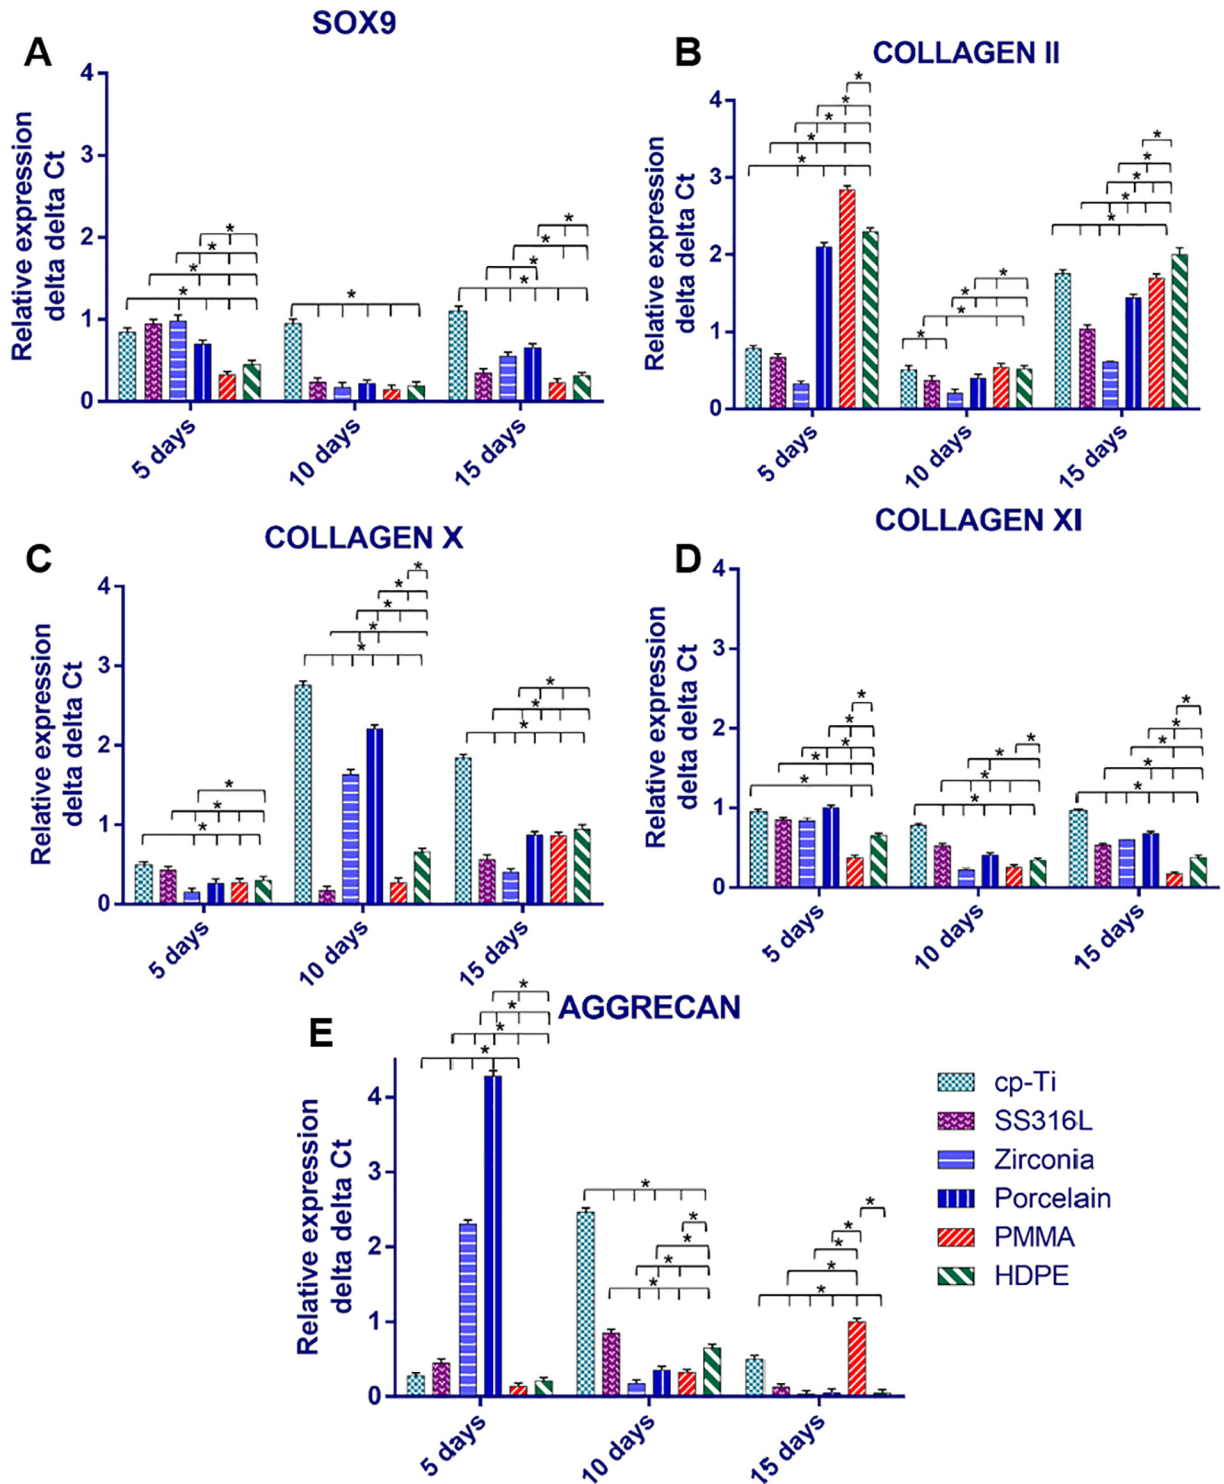 SOX9
A
4
3
2
1
0
Relative expression
delta delta Ct
* * * *
*
* * * *
5 days
10 days
15 days
COLLAGEN II
B
4
3
2
1
0
Relative expression
delta delta Ct
* * * * *
* * * *
* * * * *
5 days
10 days
15 days
COLLAGEN X
C
4
3
2
1
0
Relative expression
delta delta Ct
* * *
* * * * *
* * *
5 days
10 days
15 days
COLLAGEN XI
D
4
3
2
1
0
Relative expression
delta delta Ct
* * * * *
* * * *
* * * * *
5 days
10 days
15 days
AGGRECAN
E
4
3
2
1
0
Relative expression
delta delta Ct
* * * *
* * * * *
* * * * *
5 days
10 days
15 days
cp-Ti
SS316L
Zirconia
Porcelain
PMMA
HDPE